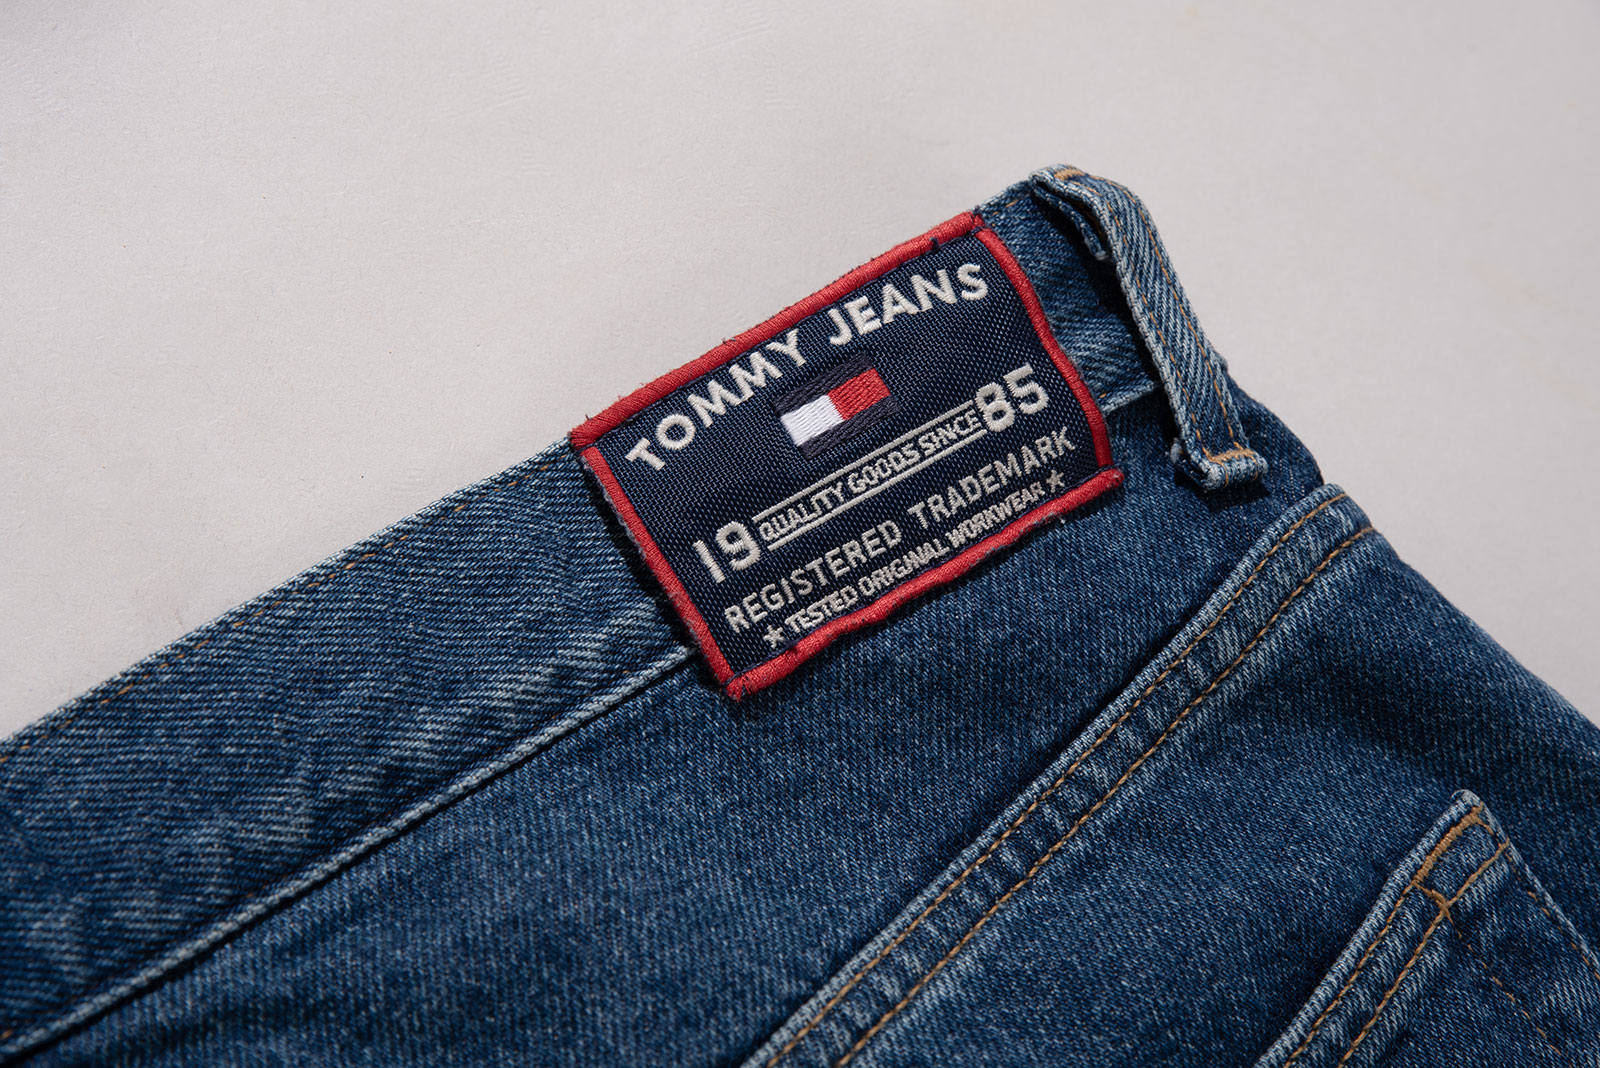 TOMMY JEANS
19 QUALITY GOODS SINCE 85
REGISTERED TRADEMARK
★ TESTED ORIGINAL WORKWEAR ★